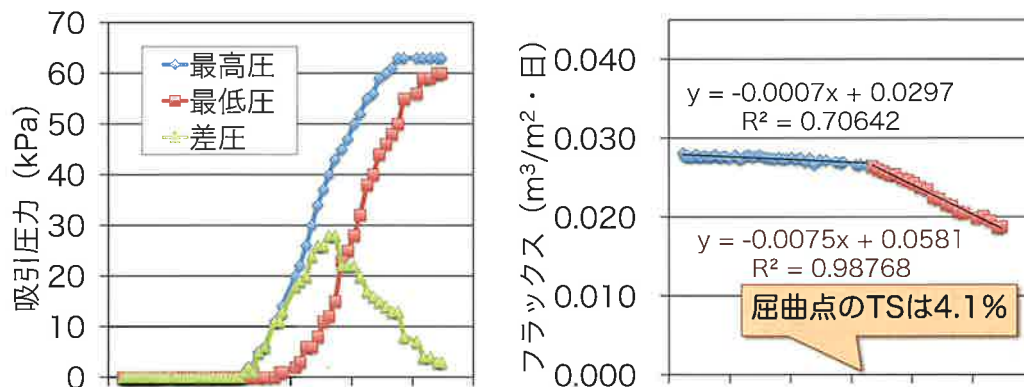 吸引圧力 (kPa)
70
60
50
40
30
20
10
0
最高圧
最低圧
差圧
フラックス (m³/m²・日)
0.040
0.030
0.020
0.010
0.000
y = -0.0007x + 0.0297
R² = 0.70642
y = -0.0075x + 0.0581
R² = 0.98768
屈曲点のTSは4.1%